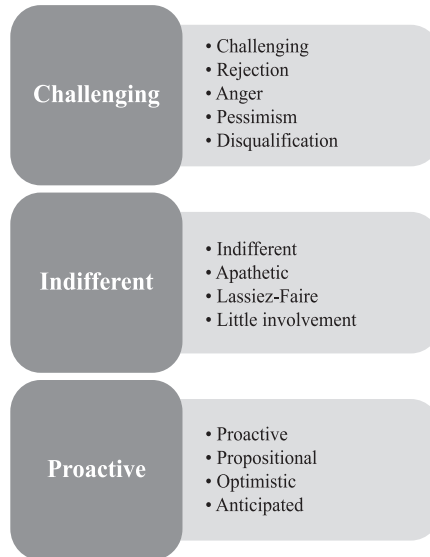 Challenging
• Challenging
• Rejection
• Anger
• Pessimism
• Disqualification
Indifferent
• Indifferent
• Apathetic
• Lassiez-Faire
• Little involvement
Proactive
• Proactive
• Propositional
• Optimistic
• Anticipated